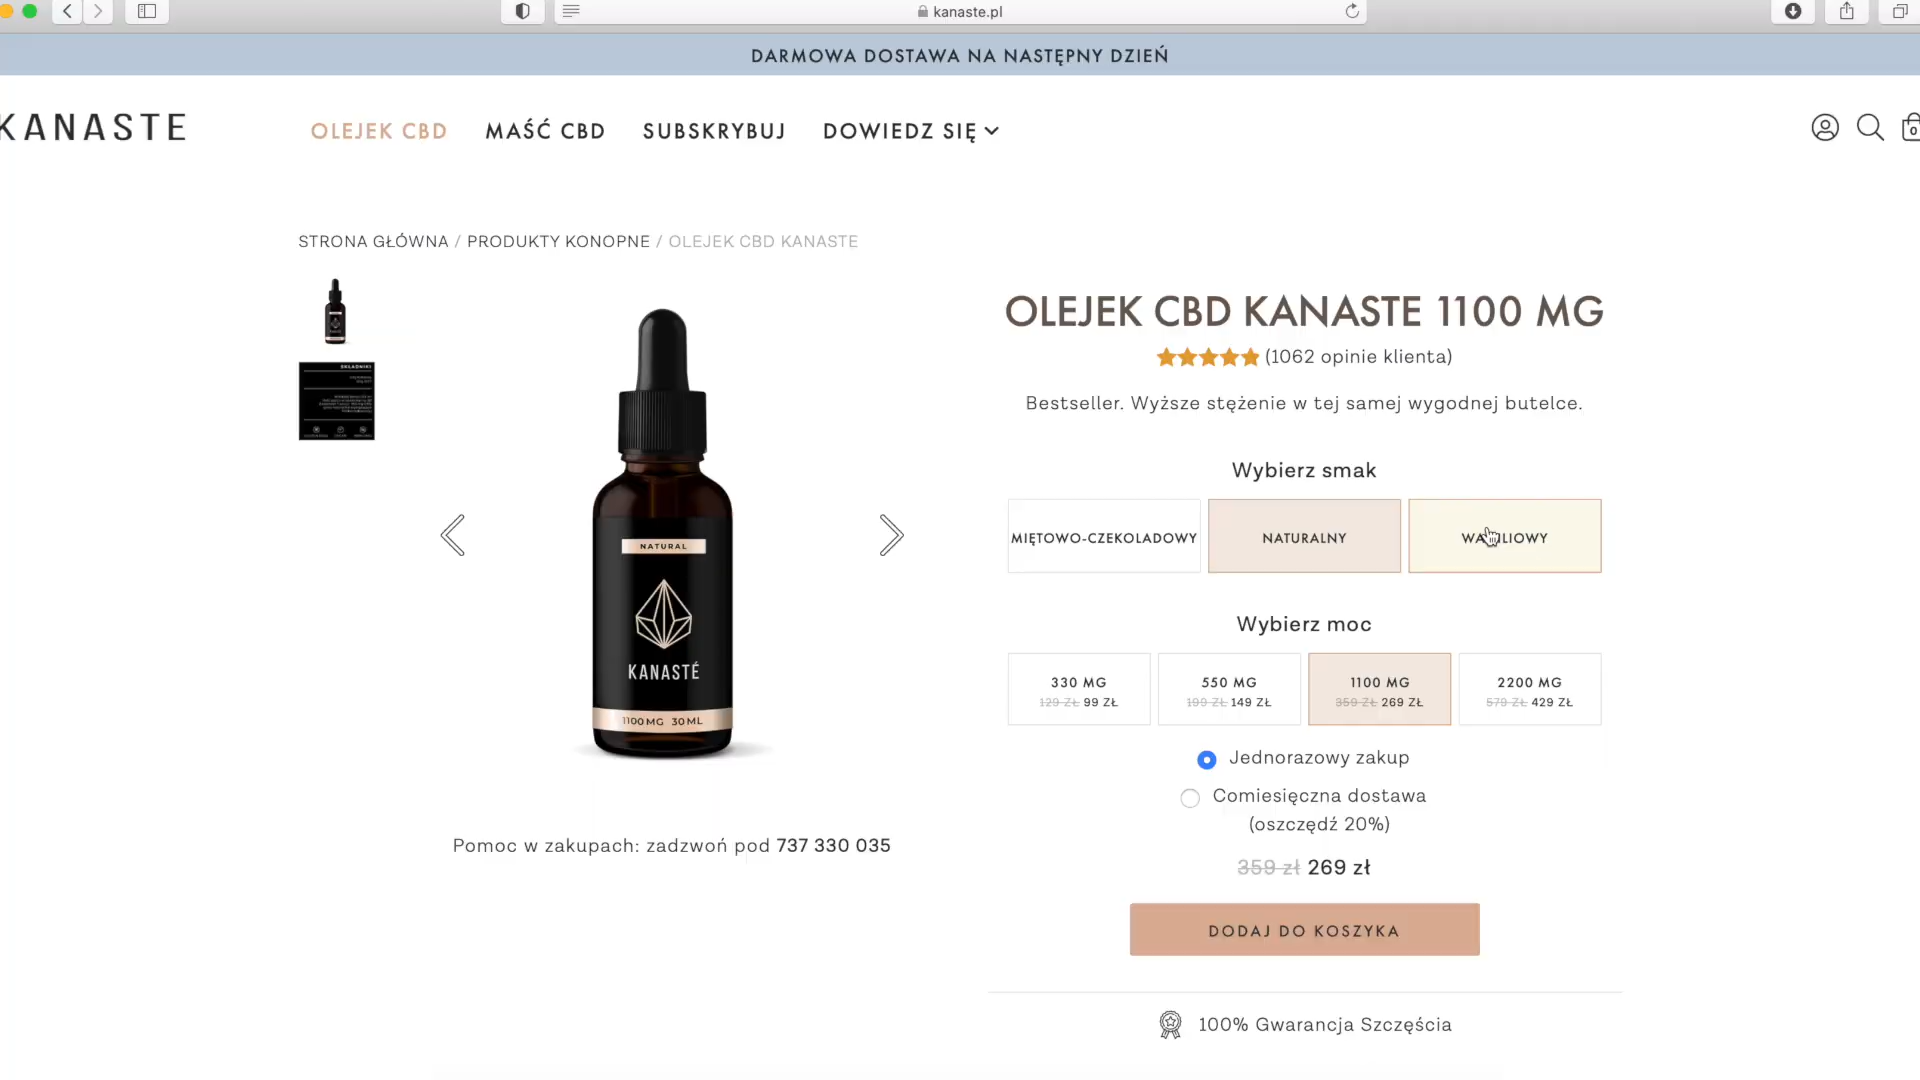 kanaste.pl
DARMOWA DOSTAWA NA NASTĘPNY DZIEŃ
KANASTE
OLEJEK CBD
MAŚĆ CBD
SUBSKRYBUJ
DOWIEDZ SIĘ
0
STRONA GŁÓWNA / PRODUKTY KONOPNE / OLEJEK CBD KANASTE
SKŁADNIKI
NATURAL
KANASTÉ
1100MG 30ML
Pomoc w zakupach: zadzwoń pod 737 330 035
OLEJEK CBD KANASTE 1100 MG
(1062 opinie klienta)
Bestseller. Wyższe stężenie w tej samej wygodnej butelce.
Wybierz smak
MIĘTOWO-CZEKOLADOWY
NATURALNY
Wybierz moc
330 MG
129 ZŁ 99 ZŁ
550 MG
199 ZŁ 149 ZŁ
1100 MG
359 ZŁ 269 ZŁ
2200 MG
579 ZŁ 429 ZŁ
Jednorazowy zakup
Comiesięczna dostawa
(oszczędź 20%)
359 zł 269 zł
DODAJ DO KOSZYKA
100% Gwarancja Szczęścia